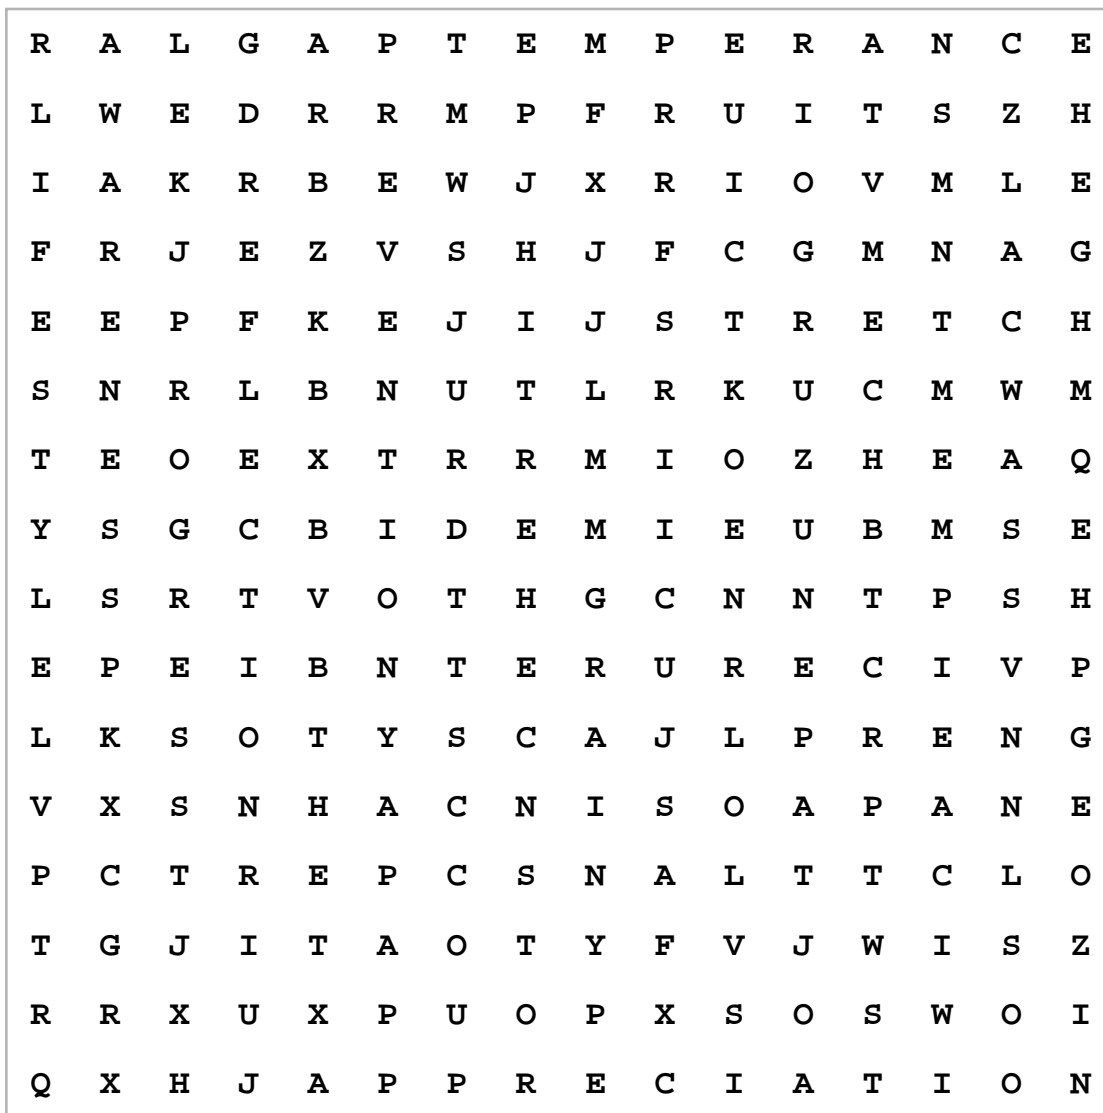 R A L G A P T E M P E R A N C E
L W E D R R M P F R U I T S Z H
I A K R B E W J X R I O V M L E
F R J E Z V S H J F C G M N A G
E E P F K E J I J S T R E T C H
S N R L B N U T L R K U C M W M
T E O E X T R R M I O Z H E A Q
Y S G C B I D E M I E U B M S E
L S R T V O T H G C N N T P S H
E P E I B N T E R U R E C I V P
L K S O T Y S C A J L P R E N G
V X S N H A C N I S O A P A N E
P C T R E P C S N A L T T C L O
T G J I T A O T Y F V J W I S Z
R R X U X P U O P X S O S W O I
Q X H J A P P R E C I A T I O N